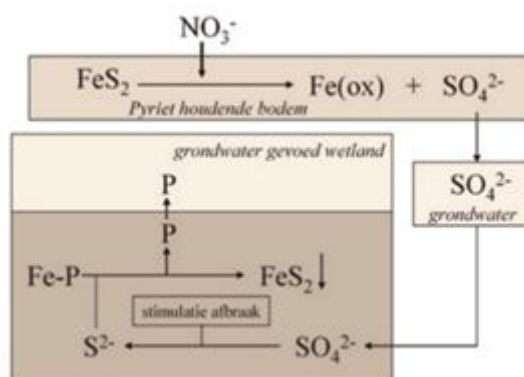 NO₃⁻
FeS₂ Fe(ox) + SO₄²⁻
Pyriet houdende bodem
grondwater gevoed wetland
SO₄²⁻
grondwater
P
P
Fe-P FeS₂
stimulatie afbraak
S²⁻ SO₄²⁻